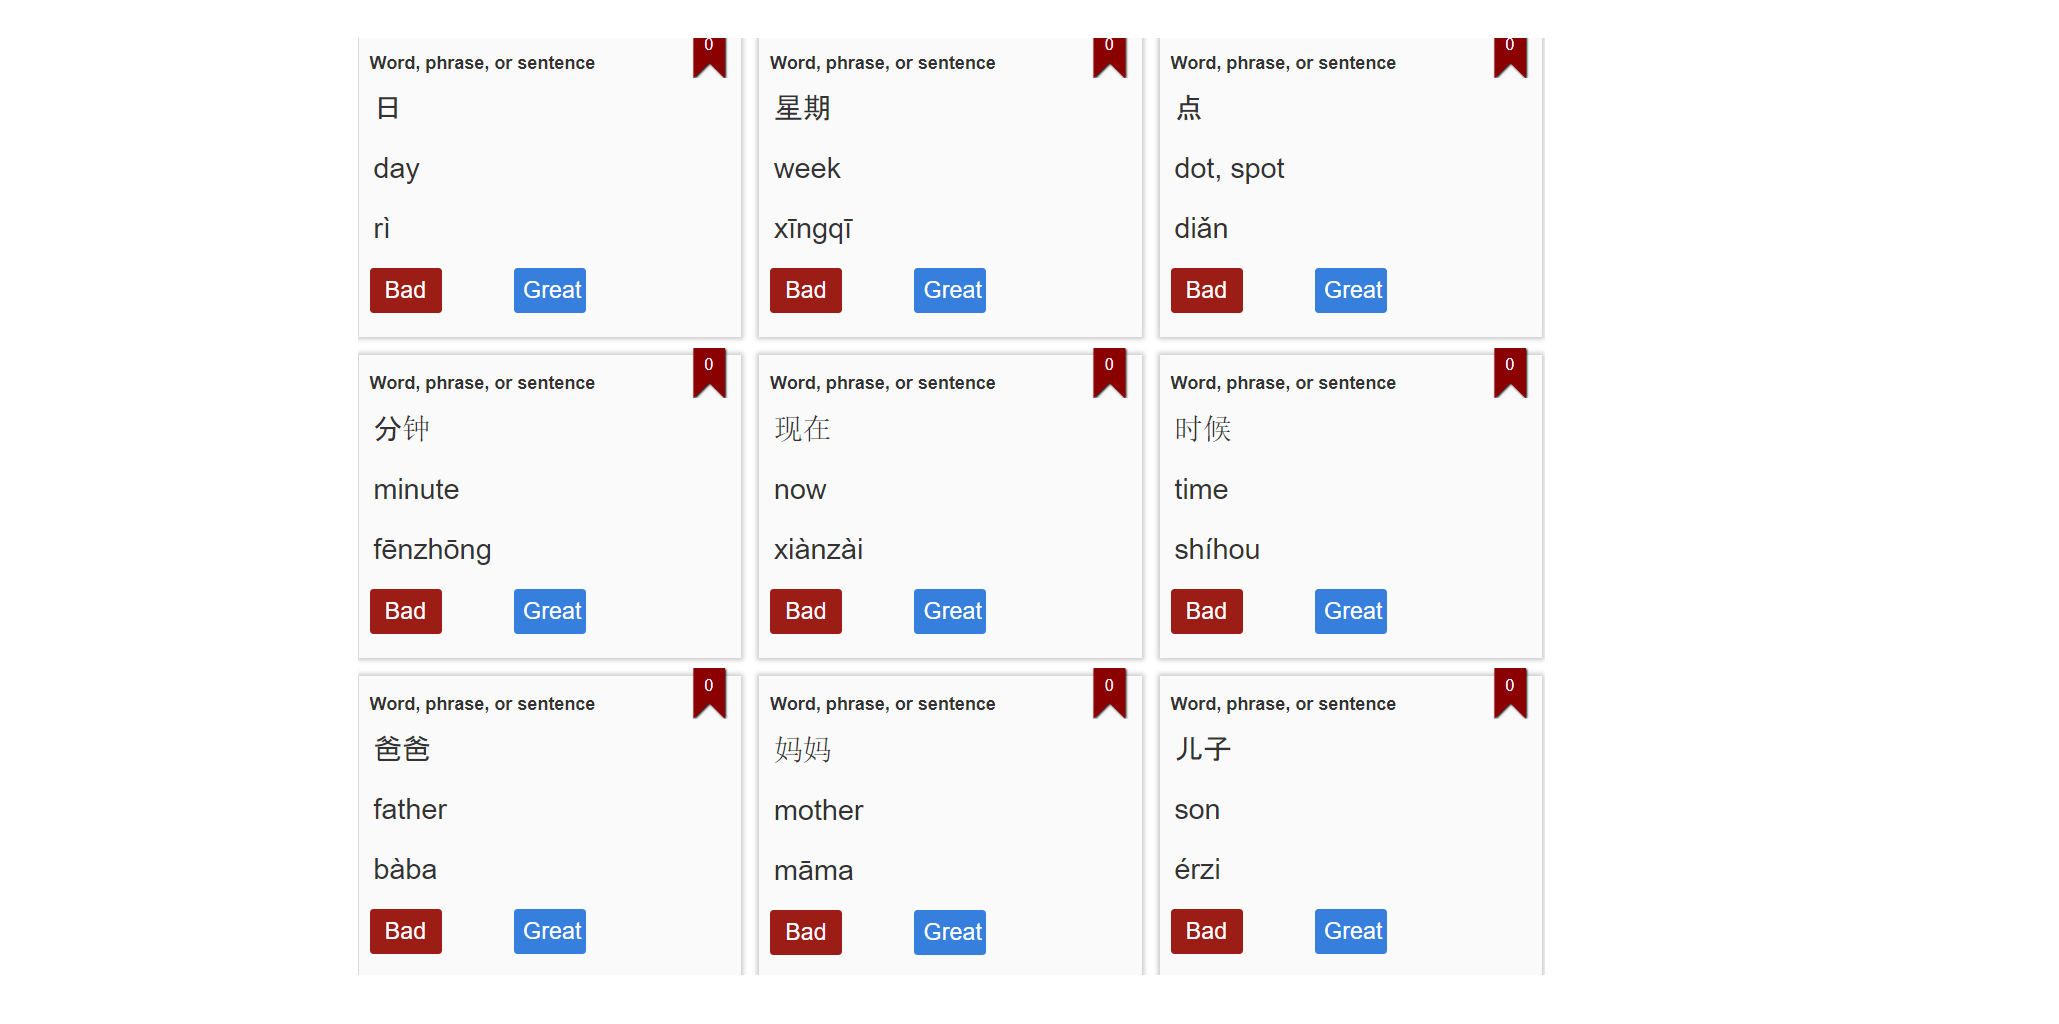 0
Word, phrase, or sentence
日
day
rì
Bad Great
0
Word, phrase, or sentence
星期
week
xīngqī
Bad Great
0
Word, phrase, or sentence
点
dot, spot
diǎn
Bad Great
0
Word, phrase, or sentence
分钟
minute
fēnzhōng
Bad Great
0
Word, phrase, or sentence
现在
now
xiànzài
Bad Great
0
Word, phrase, or sentence
时候
time
shíhou
Bad Great
0
Word, phrase, or sentence
爸爸
father
bàba
Bad Great
0
Word, phrase, or sentence
妈妈
mother
māma
Bad Great
0
Word, phrase, or sentence
儿子
son
érzi
Bad Great